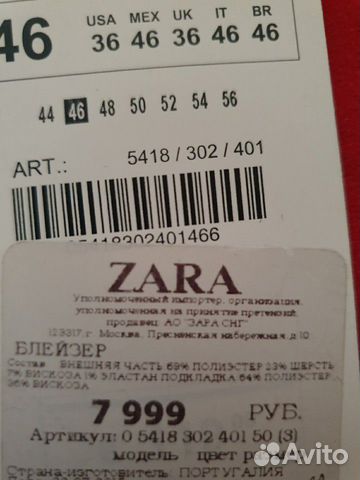 46
USA MEX UK IT BR
36 46 36 46 46
44 46 48 50 52 54 56
ART.: 5418 / 302 / 401
5418302401466
ZARA
Уполномоченный импортер, организация,
уполномоченная на принятие претензий,
продавец: АО "ЗАРА СНГ"
123317, г. Москва, Пресненская набережная, д.10
БЛЕЙЗЕР
Состав ВНЕШНЯЯ ЧАСТЬ 69% ПОЛИЭСТЕР 23% ШЕРСТЬ
7% ВИСКОЗА 1% ЭЛАСТАН ПОДКЛАДКА 64% ПОЛИЭСТЕР
36% ВИСКОЗА
7 999 РУБ.
Артикул: 0 5418 302 401 50 (3)
модель цвет
Страна-изготовитель ПОРТУГАЛИЯ
Avito